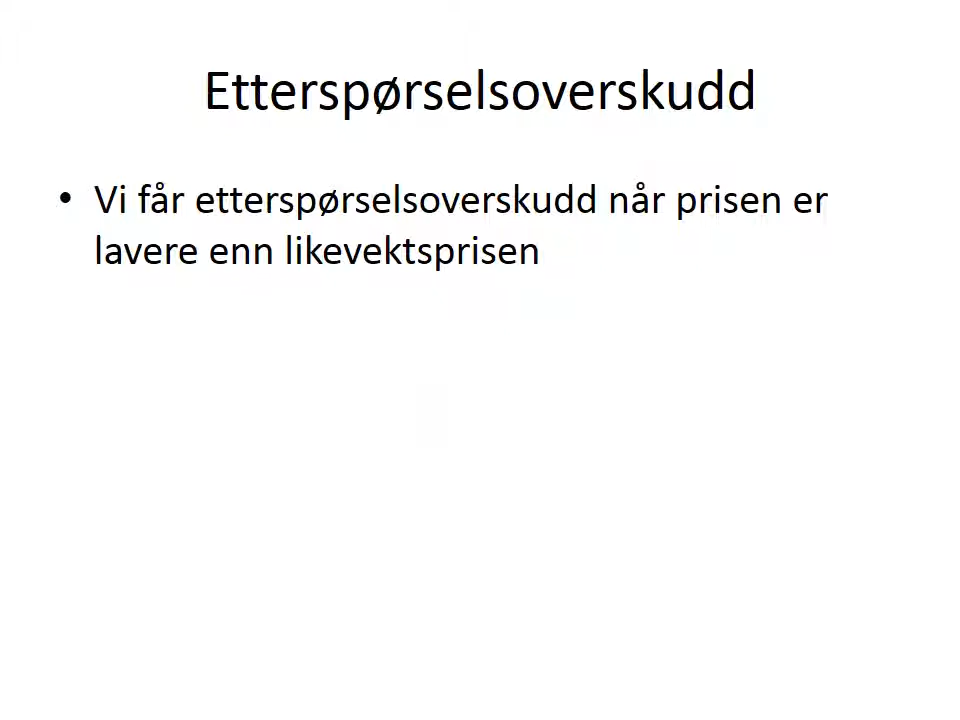 Etterspørselsoverskudd
• Vi får etterspørselsoverskudd når prisen er
lavere enn likevektsprisen